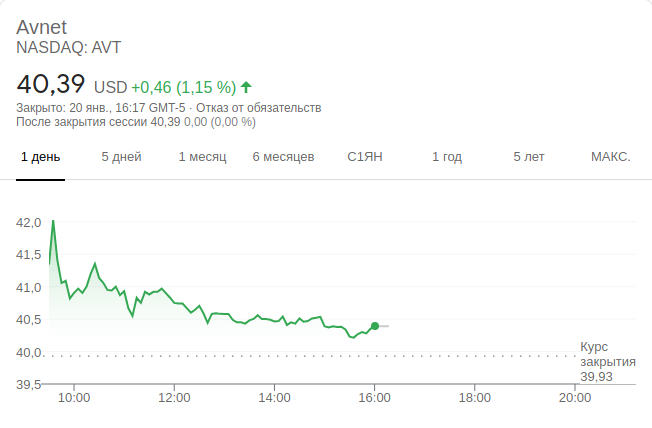 Avnet
NASDAQ: AVT
40,39 USD +0,46 (1,15 %)
Закрыто: 20 янв., 16:17 GMT-5 · Отказ от обязательств
После закрытия сессии 40,39 0,00 (0,00 %)
1 день 5 дней 1 месяц 6 месяцев С1ЯН 1 год 5 лет МАКС.
42,0
41,5
41,0
40,5
40,0
39,5
Курс
закрытия
39,93
10:00 12:00 14:00 16:00 18:00 20:00